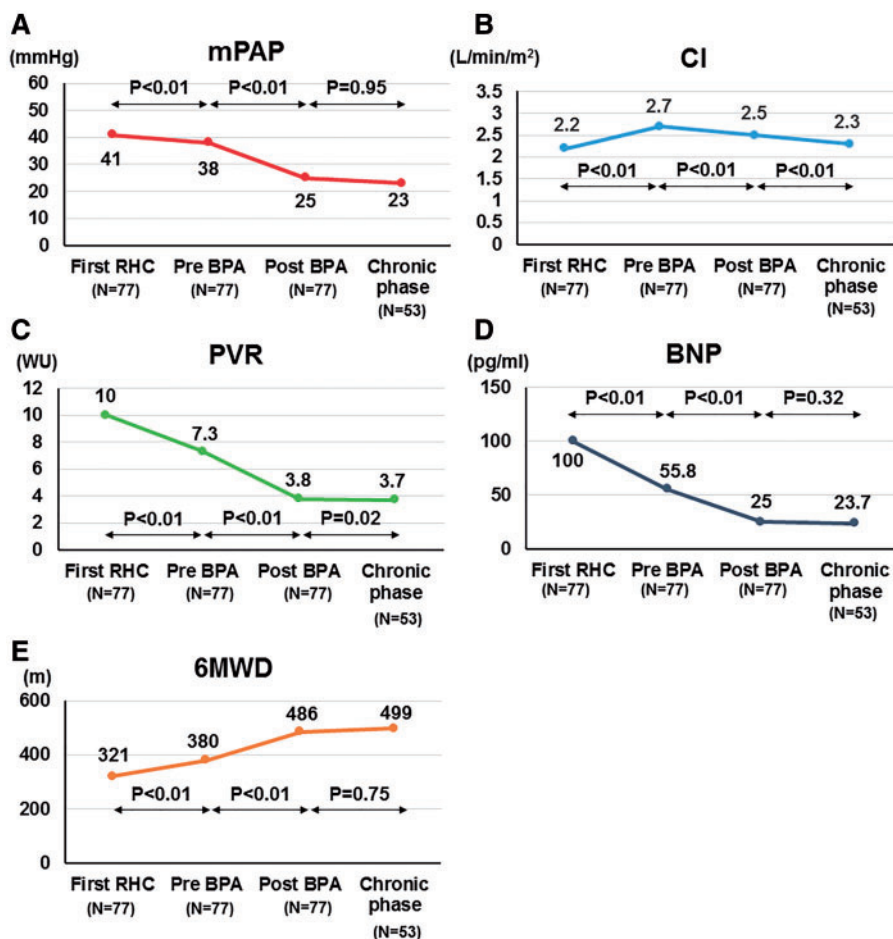 A
mPAP
(mmHg)
60
50
40
30
20
10
0
P<0.01
P<0.01
P=0.95
41
38
25
23
First RHC
Pre BPA
Post BPA
Chronic
phase
(N=77)
(N=77)
(N=77)
(N=53)
B
(L/min/m²)
CI
3.5
3
2.5
2
1.5
1
0.5
0
2.2
2.7
2.5
2.3
P<0.01
P<0.01
P<0.01
First RHC
Pre BPA
Post BPA
Chronic
phase
(N=77)
(N=77)
(N=77)
(N=53)
C
(WU)
PVR
12
10
8
6
4
2
0
10
7.3
3.8
3.7
P<0.01
P<0.01
P=0.02
First RHC
Pre BPA
Post BPA
Chronic
phase
(N=77)
(N=77)
(N=77)
(N=53)
D
(pg/ml)
BNP
150
100
50
0
P<0.01
P<0.01
P=0.32
100
55.8
25
23.7
First RHC
Pre BPA
Post BPA
Chronic
phase
(N=77)
(N=77)
(N=77)
(N=53)
E
(m)
6MWD
600
400
200
0
321
380
486
499
P<0.01
P<0.01
P=0.75
First RHC
Pre BPA
Post BPA
Chronic
phase
(N=77)
(N=77)
(N=77)
(N=53)